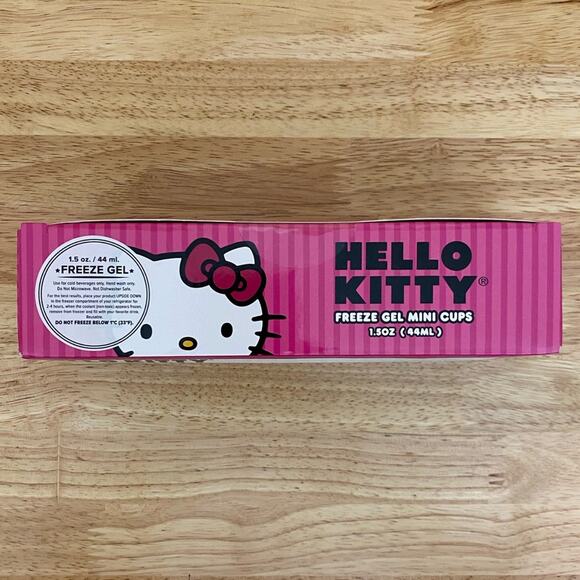 1.5 oz. / 44 ml.
★FREEZE GEL★
Use for cold beverages only. Hand wash only.
Do Not Microwave. Not Dishwasher Safe.
For the best results, place your product UPSIDE DOWN
in the freezer compartment of your refrigerator for
2-4 hours, when the coolant (non-toxic) appears frozen,
remove from freezer and fill with your favorite drink.
Reusable.
DO NOT FREEZE BELOW 1°C (33°F).
HELLO
KITTY®
FREEZE GEL MINI CUPS
1.5OZ (44ML)